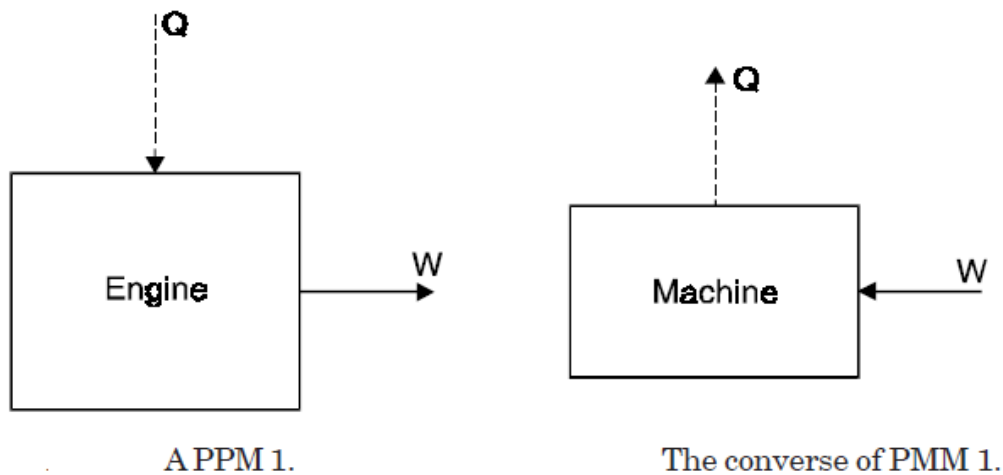 Q
Q
Engine
W
Machine
W
A PPM 1.
The converse of PMM 1.